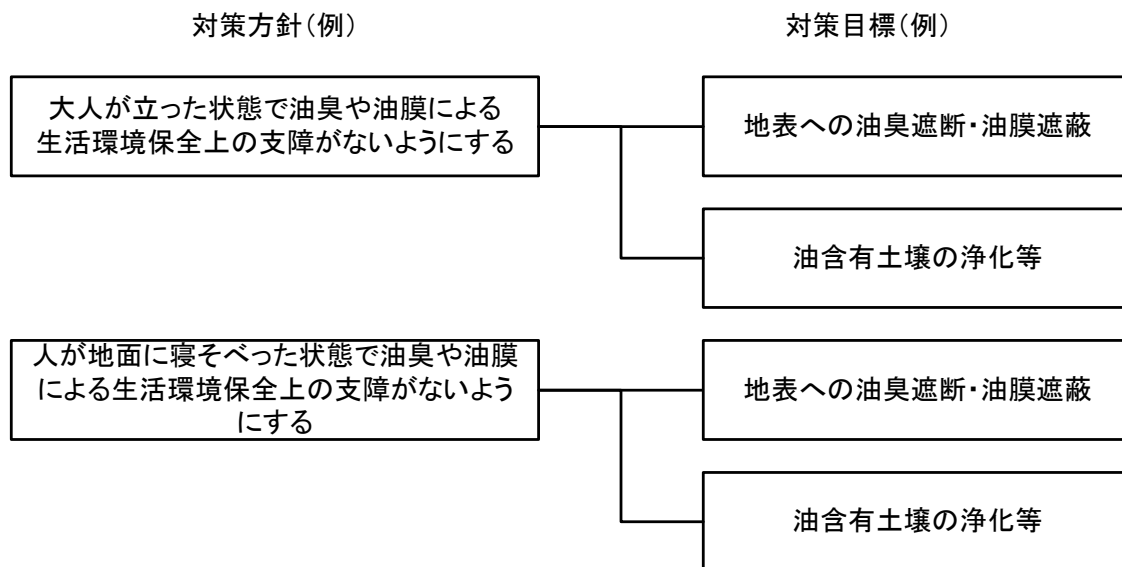 対策方針（例）
対策目標（例）
大人が立った状態で油臭や油膜による
生活環境保全上の支障がないようにする
地表への油臭遮断・油膜遮蔽
油含有土壌の浄化等
人が地面に寝そべった状態で油臭や油膜
による生活環境保全上の支障がないよう
にする
地表への油臭遮断・油膜遮蔽
油含有土壌の浄化等